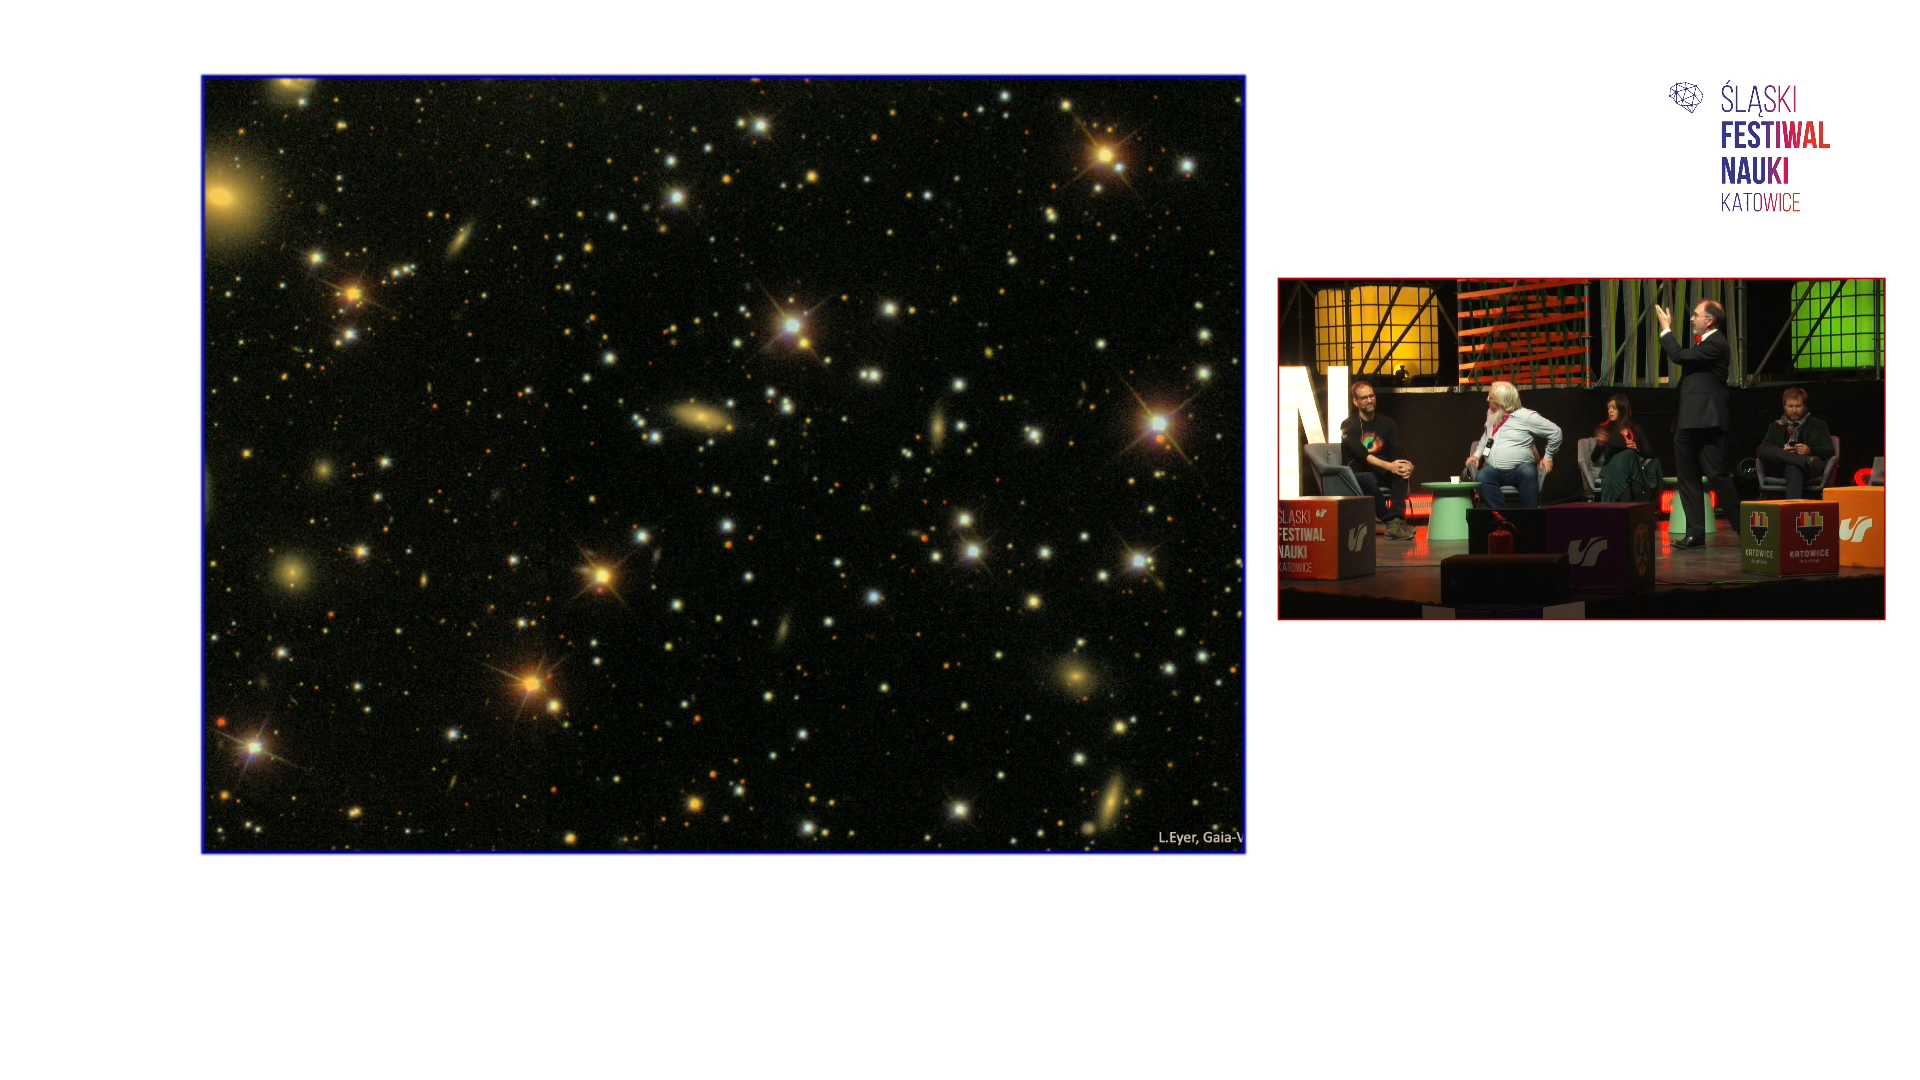 ŚLĄSKI
FESTIWAL
NAUKI
KATOWICE
L.Eyer, Gaia-V
N
ŚLĄSKI
FESTIWAL
NAUKI
KATOWICE
KATOWICE
KATOWICE